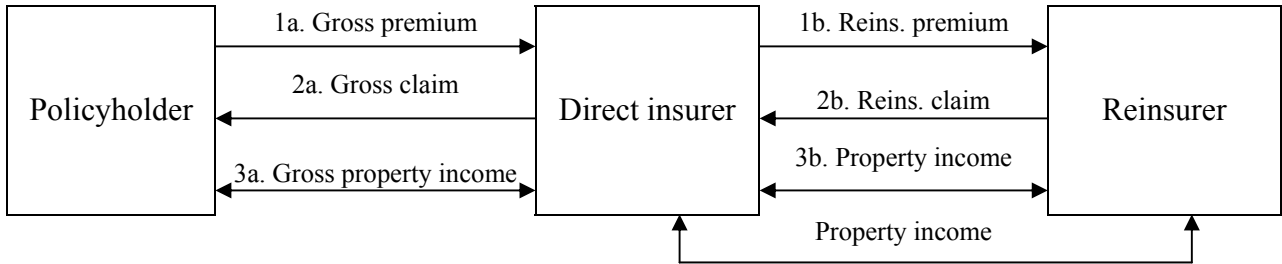 1a. Gross premium
1b. Reins. premium
2a. Gross claim
2b. Reins. claim
Policyholder
Direct insurer
Reinsurer
3a. Gross property income
3b. Property income
Property income